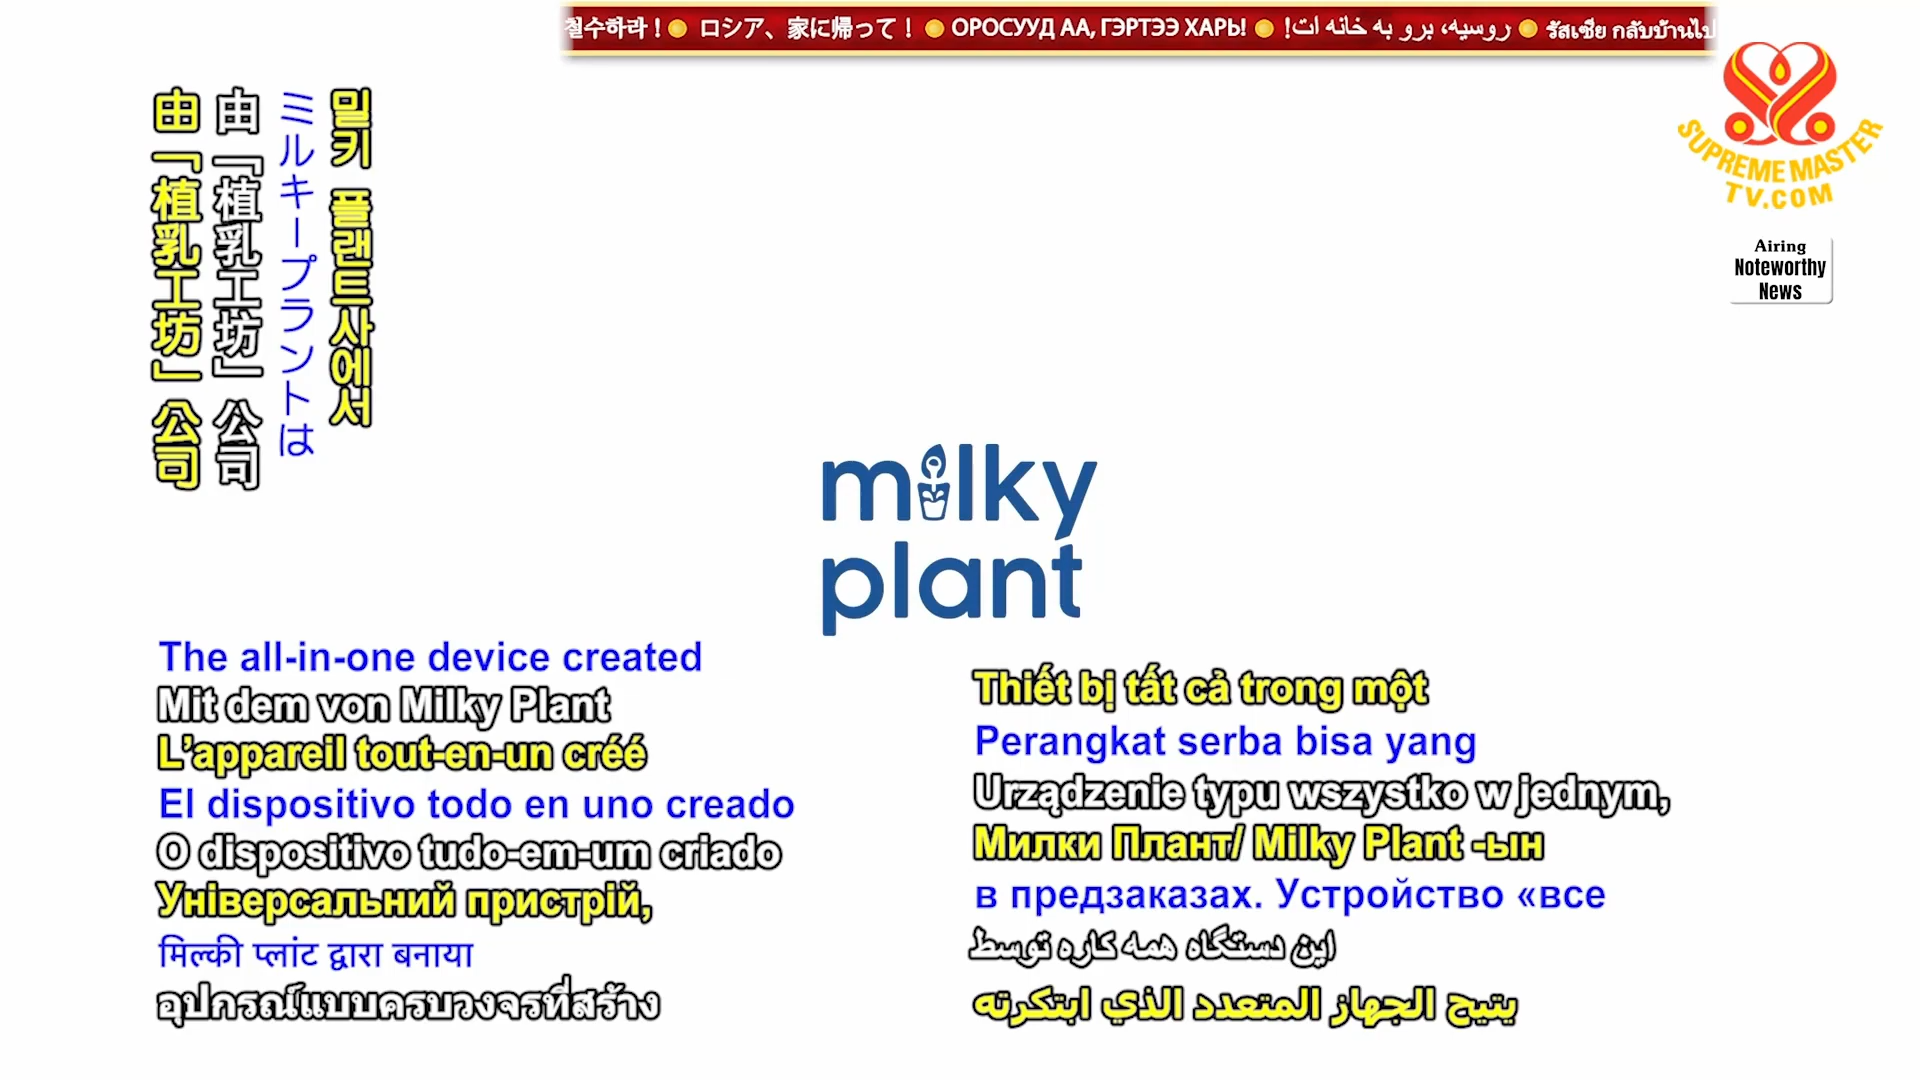 철수하라 ! ロシア、家に帰って！ ОРОСУУД АА, ГЭРТЭЭ ХАРЬ! روسیه، برو به خانه ات! รัสเซีย กลับบ้านไป
SUPREME MASTER
TV.COM
Airing
Noteworthy
News
밀키 플랜트사에서
ミルキープラントは
由「植乳工坊」公司
由「植乳工坊」公司
milky
plant
The all-in-one device created
Mit dem von Milky Plant
L’appareil tout-en-un créé
El dispositivo todo en uno creado
O dispositivo tudo-em-um criado
Універсальний пристрій,
मिल्की प्लांट द्वारा बनाया
อุปกรณ์แบบครบวงจรที่สร้าง
Thiết bị tất cả trong một
Perangkat serba bisa yang
Urządzenie typu wszystko w jednym,
Милки Плант/ Milky Plant -ын
в предзаказах. Устройство «все
این دستگاه همه کاره توسط
يتيح الجهاز المتعدد الذي ابتكرته